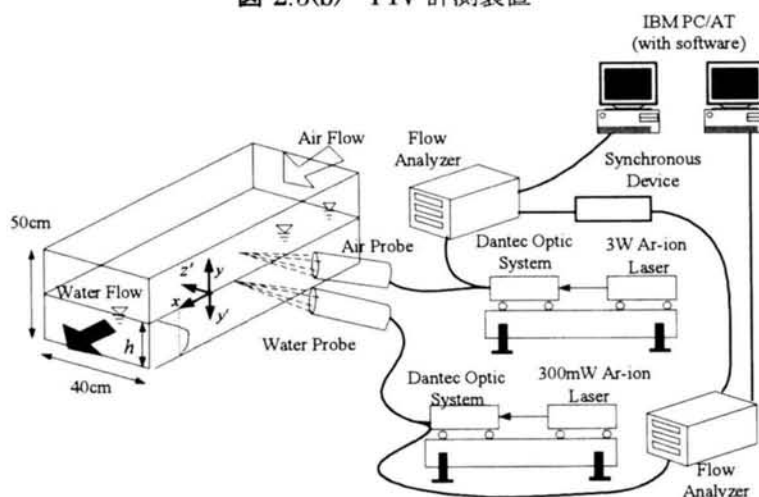 IBM PC/AT
(with software)
Air Flow
Flow
Analyzer
Synchronous
Device
50cm
Air Probe
Dantec Optic
System
3W Ar-ion
Laser
z' y
x
y'
Water Flow
h
Water Probe
40cm
Dantec Optic
System
300mW Ar-ion
Laser
Flow
Analyzer